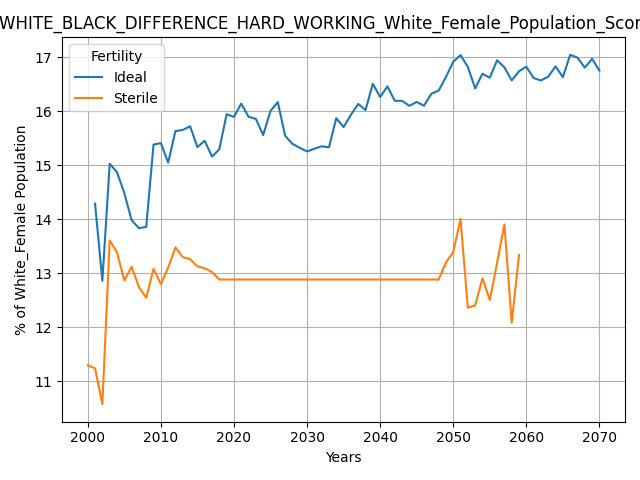 WHITE_BLACK_DIFFERENCE_HARD_WORKING_White_Female_Population_Scor
Fertility
Ideal
Sterile
% of White_Female Population
17
16
15
14
13
12
11
2000 2010 2020 2030 2040 2050 2060 2070
Years